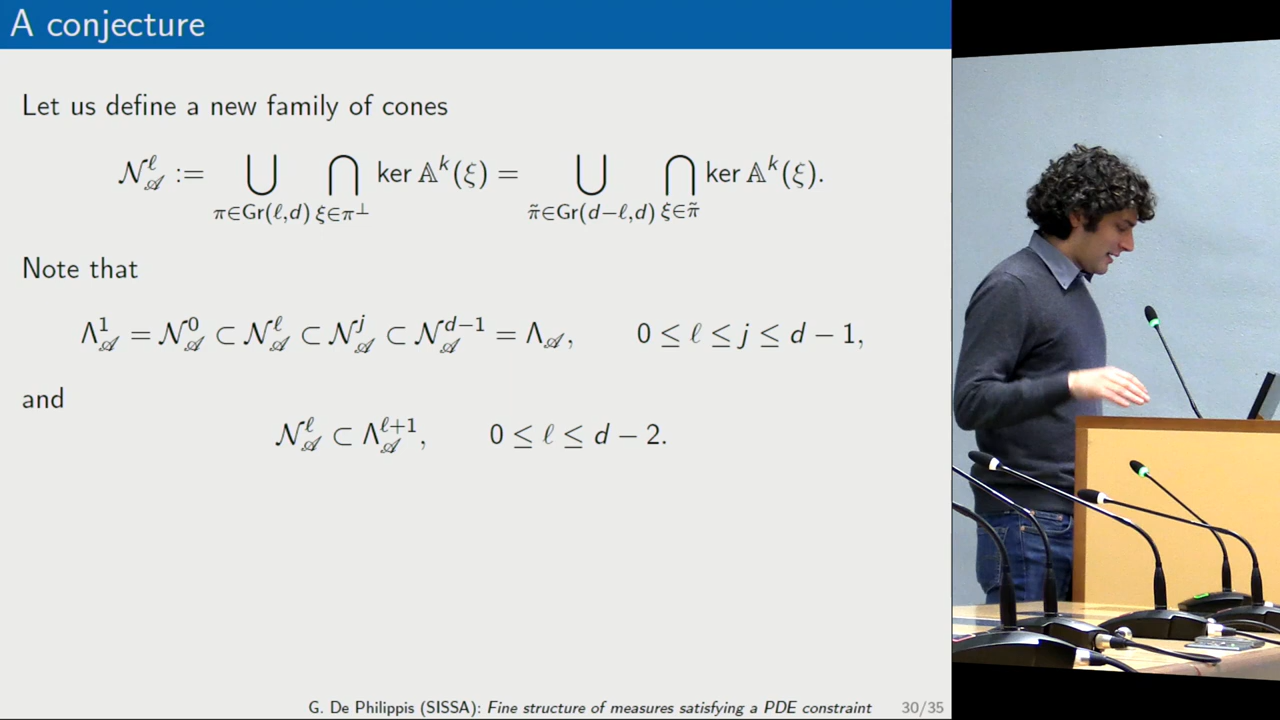 A conjecture
Let us define a new family of cones
𝒩^ℓ_𝒜 := ⋃_{π∈Gr(ℓ,d)} ⋂_{ξ∈π^⊥} ker 𝔸^k(ξ) = ⋃_{π̃∈Gr(d−ℓ,d)} ⋂_{ξ∈π̃} ker 𝔸^k(ξ).
Note that
Λ^1_𝒜 = 𝒩^0_𝒜 ⊂ 𝒩^ℓ_𝒜 ⊂ 𝒩^j_𝒜 ⊂ 𝒩^{d−1}_𝒜 = Λ_𝒜, 0 ≤ ℓ ≤ j ≤ d − 1,
and
𝒩^ℓ_𝒜 ⊂ Λ^{ℓ+1}_𝒜, 0 ≤ ℓ ≤ d − 2.
G. De Philippis (SISSA): Fine structure of measures satisfying a PDE constraint 30/35